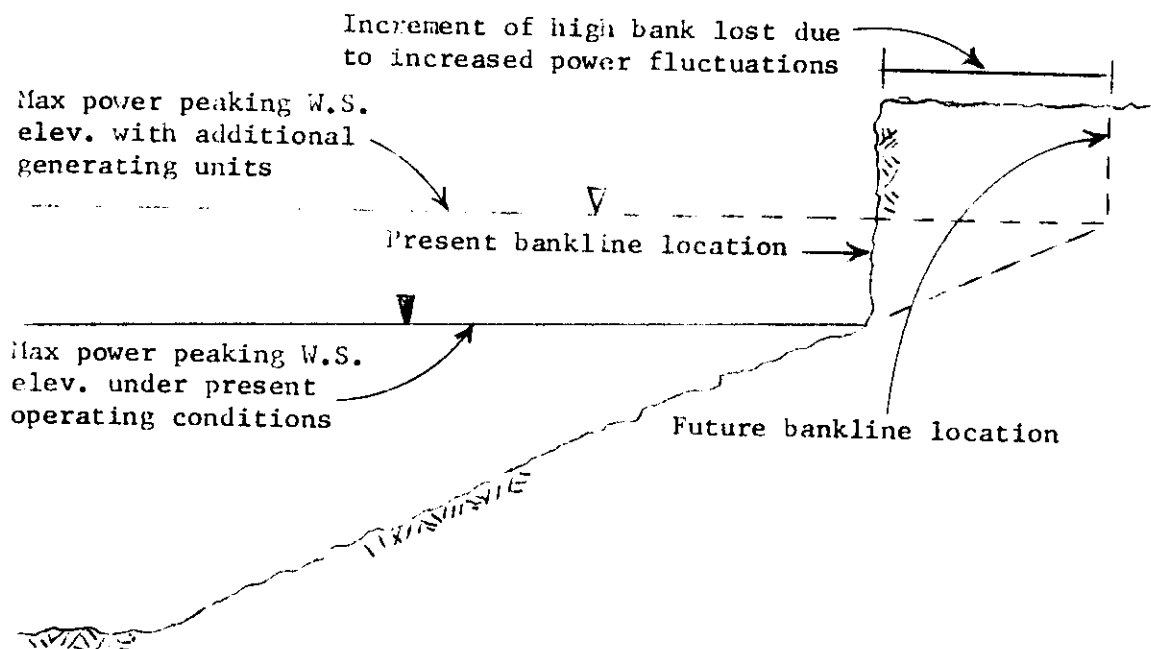 Increment of high bank lost due
to increased power fluctuations
Max power peaking W.S.
elev. with additional
generating units
Present bankline location
Max power peaking W.S.
elev. under present
operating conditions
Future bankline location